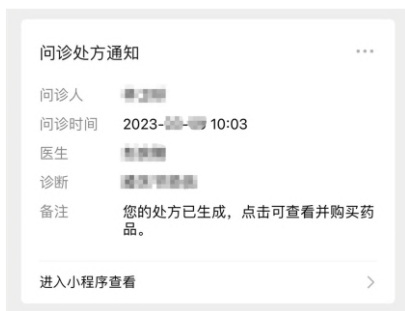 问诊处方通知
问诊人
问诊时间 2023- - 10:03
医生
诊断
备注 您的处方已生成，点击可查看并购买药
品。
进入小程序查看